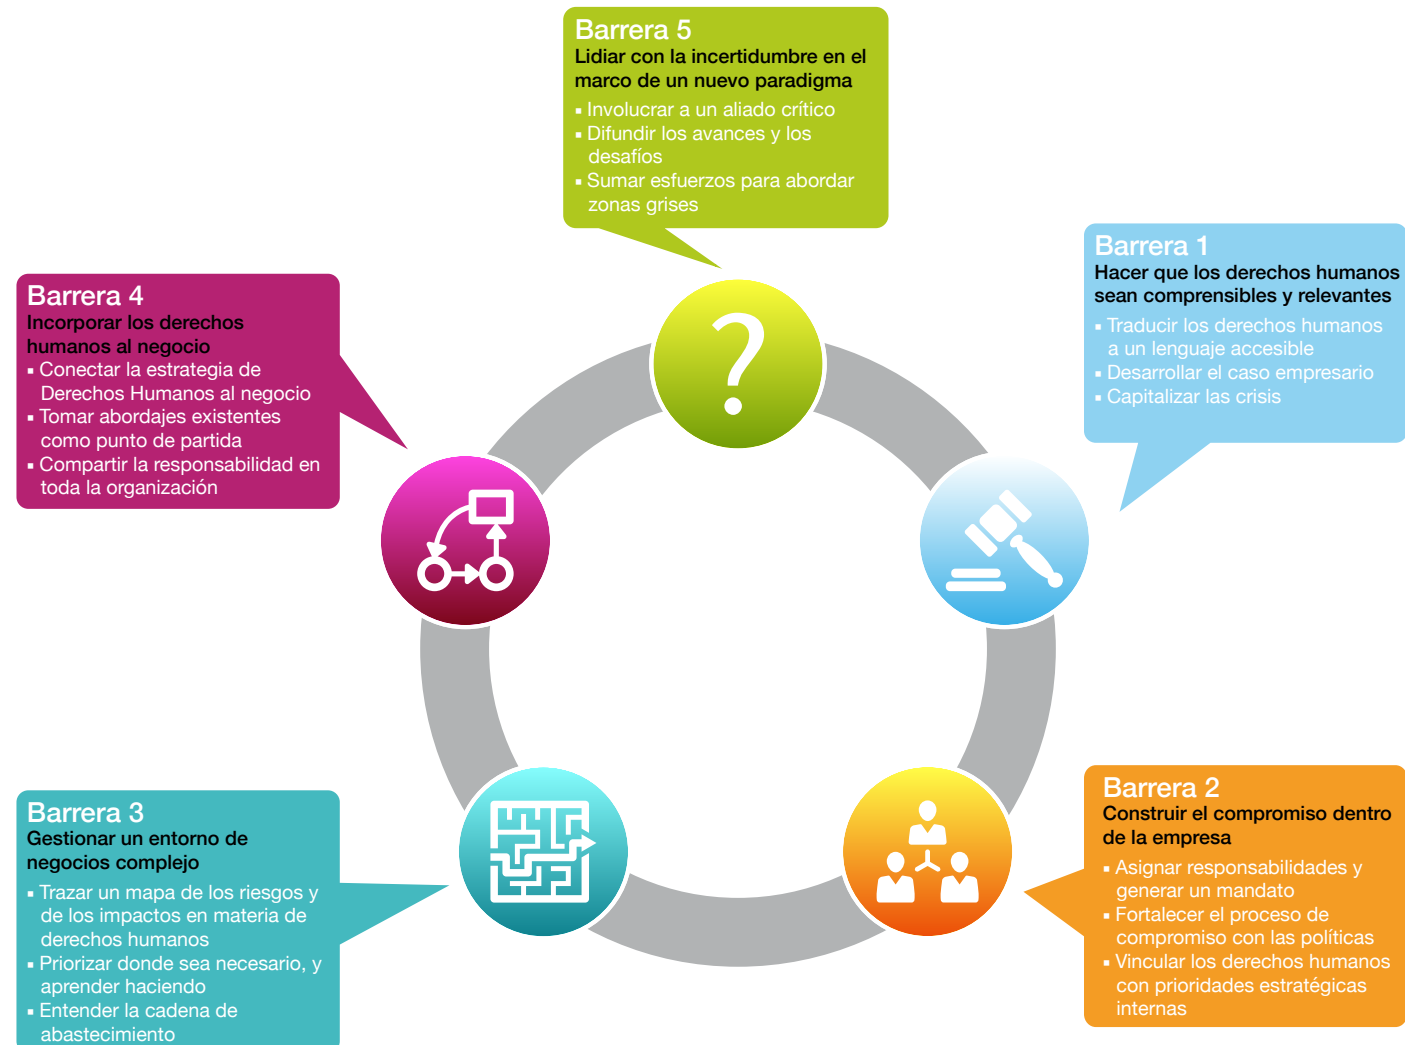 Barrera 5
Lidiar con la incertidumbre en el
marco de un nuevo paradigma
▪ Involucrar a un aliado crítico
▪ Difundir los avances y los
desafíos
▪ Sumar esfuerzos para abordar
zonas grises
Barrera 1
Hacer que los derechos humanos
sean comprensibles y relevantes
▪ Traducir los derechos humanos
a un lenguaje accesible
▪ Desarrollar el caso empresario
▪ Capitalizar las crisis
Barrera 4
Incorporar los derechos
humanos al negocio
▪ Conectar la estrategia de
Derechos Humanos al negocio
▪ Tomar abordajes existentes
como punto de partida
▪ Compartir la responsabilidad en
toda la organización
?
Barrera 2
Construir el compromiso dentro
de la empresa
▪ Asignar responsabilidades y
generar un mandato
▪ Fortalecer el proceso de
compromiso con las políticas
▪ Vincular los derechos humanos
con prioridades estratégicas
internas
Barrera 3
Gestionar un entorno de
negocios complejo
▪ Trazar un mapa de los riesgos y
de los impactos en materia de
derechos humanos
▪ Priorizar donde sea necesario, y
aprender haciendo
▪ Entender la cadena de
abastecimiento